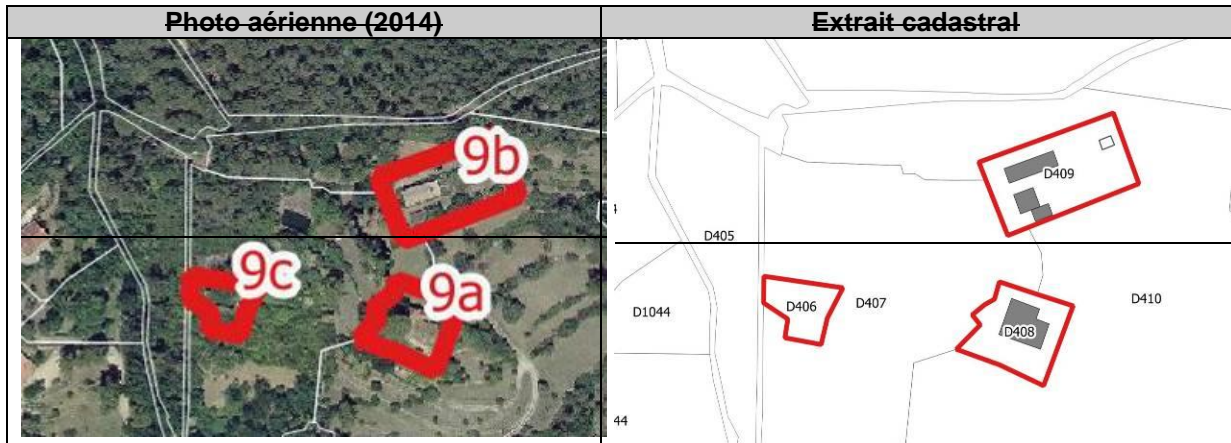 Photo aérienne (2014)
Extrait cadastral
9b
9c
9a
D409
D405
D406
D407
D1044
D408
D410
44